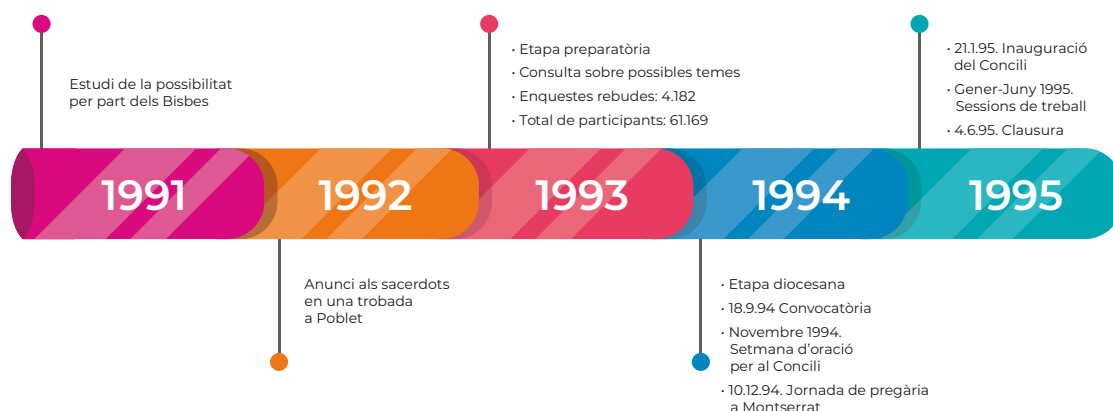 Estudi de la possibilitat
per part dels Bisbes
· Etapa preparatòria
· Consulta sobre possibles temes
· Enquestes rebudes: 4.182
· Total de participants: 61.169
· 21.1.95. Inauguració
del Concili
· Gener-Juny 1995.
Sessions de treball
· 4.6.95. Clausura
1991
1992
1993
1994
1995
Anunci als sacerdots
en una trobada
a Poblet
· Etapa diocesana
· 18.9.94 Convocatòria
· Novembre 1994.
Setmana d’oració
per al Concili
· 10.12.94. Jornada de pregària
a Montserrat